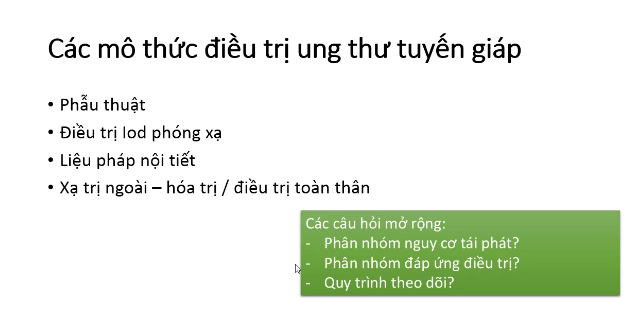 Các mô thức điều trị ung thư tuyến giáp
• Phẫu thuật
• Điều trị Iod phóng xạ
• Liệu pháp nội tiết
• Xạ trị ngoài – hóa trị / điều trị toàn thân
Các câu hỏi mở rộng:
- Phân nhóm nguy cơ tái phát?
- Phân nhóm đáp ứng điều trị?
- Quy trình theo dõi?